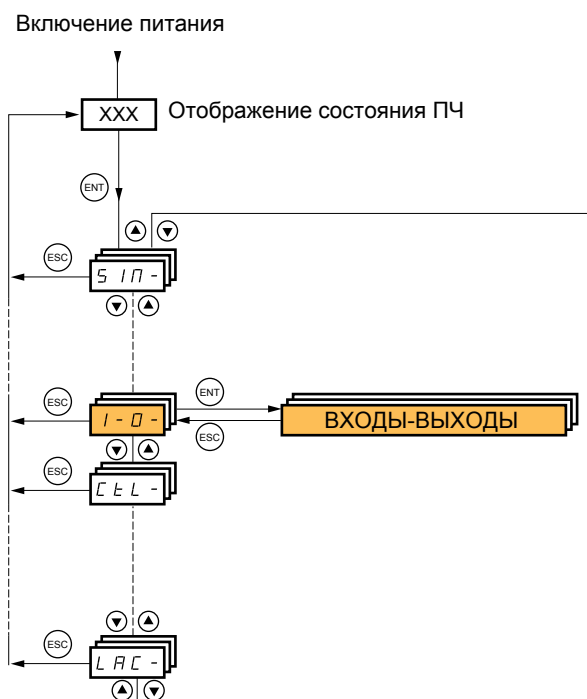 Включение питания
XXX Отображение состояния ПЧ
ENT
ESC
SIM-
ESC
I-O-
ENT
ESC
ВХОДЫ-ВЫХОДЫ
ESC
CtL-
ESC
LAC-